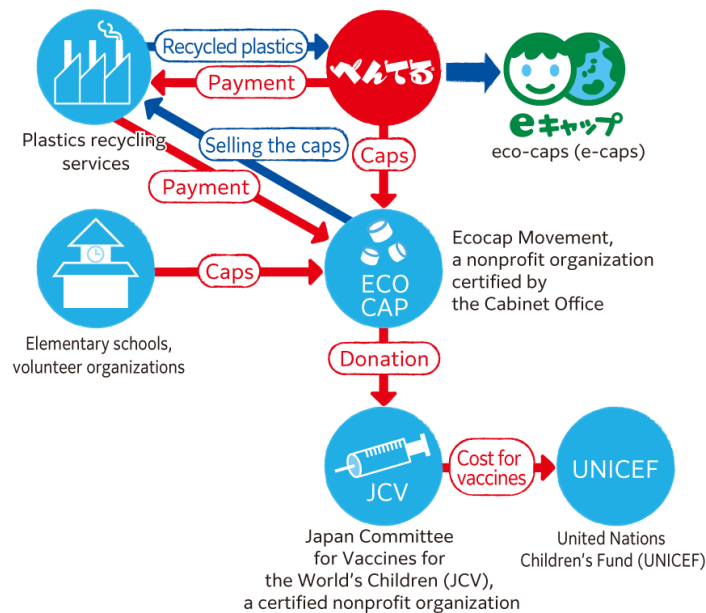 Recycled plastics
Payment
ぺんてる
eキャップ
eco-caps (e-caps)
Plastics recycling
services
Selling the caps
Payment
Caps
Elementary schools,
volunteer organizations
Caps
ECO
CAP
Ecocap Movement,
a nonprofit organization
certified by
the Cabinet Office
Donation
JCV
Japan Committee
for Vaccines for
the World's Children (JCV),
a certified nonprofit organization
Cost for
vaccines
UNICEF
United Nations
Children's Fund (UNICEF)